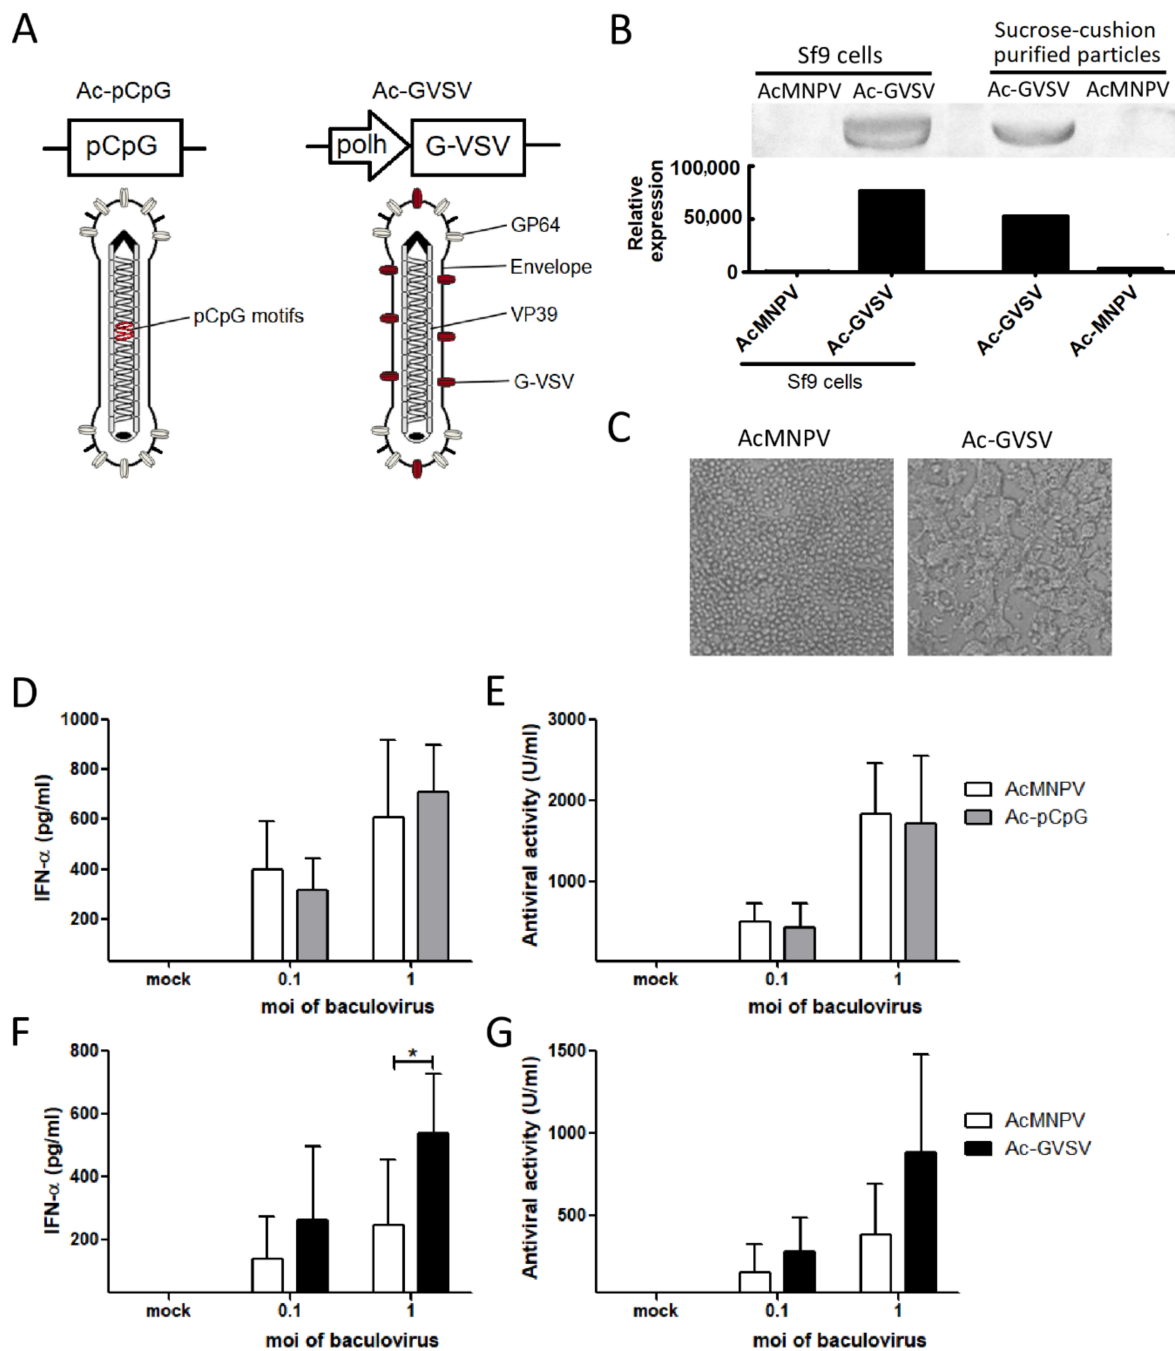 A
Ac-pCpG
Ac-GVSV
pCpG
polh
G-VSV
GP64
Envelope
VP39
G-VSV
pCpG motifs
B
Sf9 cells
Sucrose-cushion
purified particles
AcMNPV Ac-GVSV
Ac-GVSV AcMNPV
Relative
expression
100,000
50,000
0
AcMNPV
Ac-GVSV
Ac-GVSV
Ac-MNPV
Sf9 cells
C
AcMNPV
Ac-GVSV
D
IFN-α (pg/ml)
1000
800
600
400
200
mock
0.1
1
moi of baculovirus
E
Antiviral activity (U/ml)
3000
2000
1000
mock
0.1
1
moi of baculovirus
AcMNPV
Ac-pCpG
F
IFN-α (pg/ml)
800
600
400
200
*
mock
0.1
1
moi of baculovirus
G
Antiviral activity (U/ml)
1500
1000
500
mock
0.1
1
moi of baculovirus
AcMNPV
Ac-GVSV